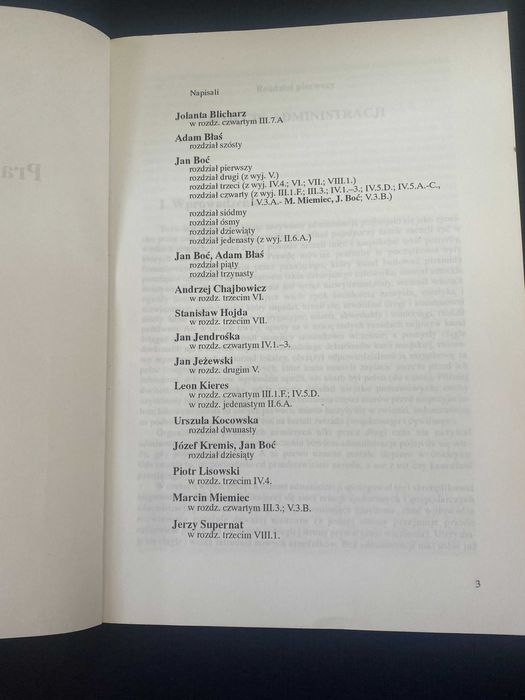 Napisali
Jolanta Blicharz
w rozdz. czwartym III.7.A
Adam Błaś
rozdział szósty
Jan Boć
rozdział pierwszy
rozdział drugi (z wyj. V.)
rozdział trzeci (z wyj. IV.4.; VI.; VII.; VIII.1.)
rozdział czwarty (z wyj. III.1.F.; III.3.; IV.1.–3.; IV.5.D.; IV.5.A.-C.,
i V.3.A.- M. Miemiec, J. Boć; V.3.B.)
rozdział siódmy
rozdział ósmy
rozdział dziewiąty
rozdział jedenasty (z wyj. II.6.A.)
Jan Boć, Adam Błaś
rozdział piąty
rozdział trzynasty
Andrzej Chajbowicz
w rozdz. trzecim VI.
Stanisław Hojda
w rozdz. trzecim VII.
Jan Jendrośka
w rozdz. czwartym IV.1.–3.
Jan Jeżewski
w rozdz. drugim V.
Leon Kieres
w rozdz. czwartym III.1.F.; IV.5.D.
w rozdz. jedenastym II.6.A.
Urszula Kocowska
rozdział dwunasty
Józef Kremis, Jan Boć
rozdział dziesiąty
Piotr Lisowski
w rozdz. trzecim IV.4.
Marcin Miemiec
w rozdz. czwartym III.3.; V.3.B.
Jerzy Supernat
w rozdz. trzecim VIII.1.
3